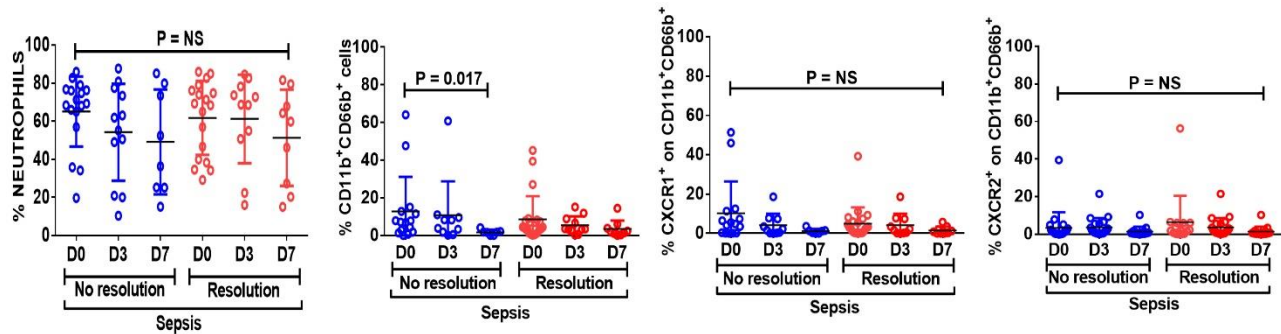 % NEUTROPHILS
100
80
60
40
20
0
P = NS
D0 D3 D7 D0 D3 D7
No resolution Resolution
Sepsis
% CD11b+CD66b+ cells
100
80
60
40
20
0
P = 0.017
D0 D3 D7 D0 D3 D7
No resolution Resolution
Sepsis
% CXCR1+ on CD11b+CD66b+
100
80
60
40
20
0
P = NS
D0 D3 D7 D0 D3 D7
No resolution Resolution
Sepsis
% CXCR2+ on CD11b+CD66b+
100
80
60
40
20
0
P = NS
D0 D3 D7 D0 D3 D7
No resolution Resolution
Sepsis